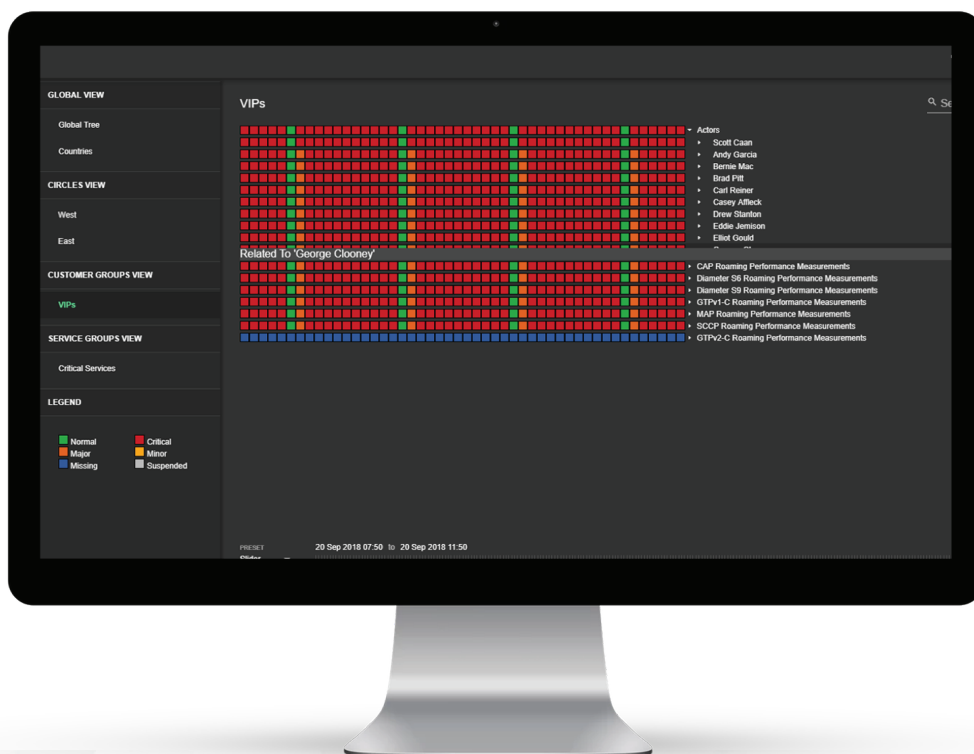 GLOBAL VIEW
Global Tree
Countries
CIRCLES VIEW
West
East
CUSTOMER GROUPS VIEW
VIPs
SERVICE GROUPS VIEW
Critical Services
LEGEND
Normal Critical
Major Minor
Missing Suspended
VIPs
Se
Actors
Scott Caan
Andy Garcia
Bernie Mac
Brad Pitt
Carl Reiner
Casey Affleck
Drew Stanton
Eddie Jemison
Elliot Gould
Related To 'George Clooney'
CAP Roaming Performance Measurements
Diameter S6 Roaming Performance Measurements
Diameter S9 Roaming Performance Measurements
GTPv1-C Roaming Performance Measurements
MAP Roaming Performance Measurements
SCCP Roaming Performance Measurements
GTPv2-C Roaming Performance Measurements
PRESET
20 Sep 2018 07:50 to 20 Sep 2018 11:50
Slider